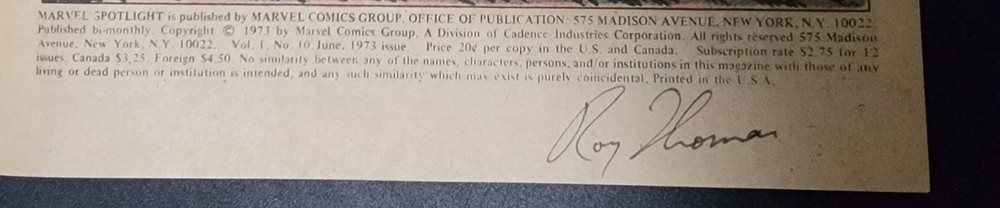 MARVEL SPOTLIGHT is published by MARVEL COMICS GROUP. OFFICE OF PUBLICATION: 575 MADISON AVENUE, NEW YORK, N.Y. 10022.
Published bi-monthly. Copyright © 1973 by Marvel Comics Group, A Division of Cadence Industries Corporation. All rights reserved 575 Madison
Avenue, New York, N.Y. 10022. Vol. 1, No. 10, June, 1973 issue. Price 20¢ per copy in the U.S. and Canada. Subscription rate $2.75 for 12
issues. Canada $3.25. Foreign $4.50. No similarity between any of the names, characters, persons, and/or institutions in this magazine with those of any
living or dead person or institution is intended, and any such similarity which may exist is purely coincidental. Printed in the U.S.A.
Roy Thomas